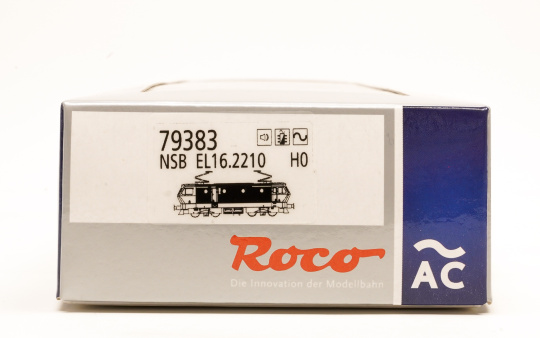 79383
NSB EL16.2210 H0
Roco
Die Innovation der Modellbahn
AC